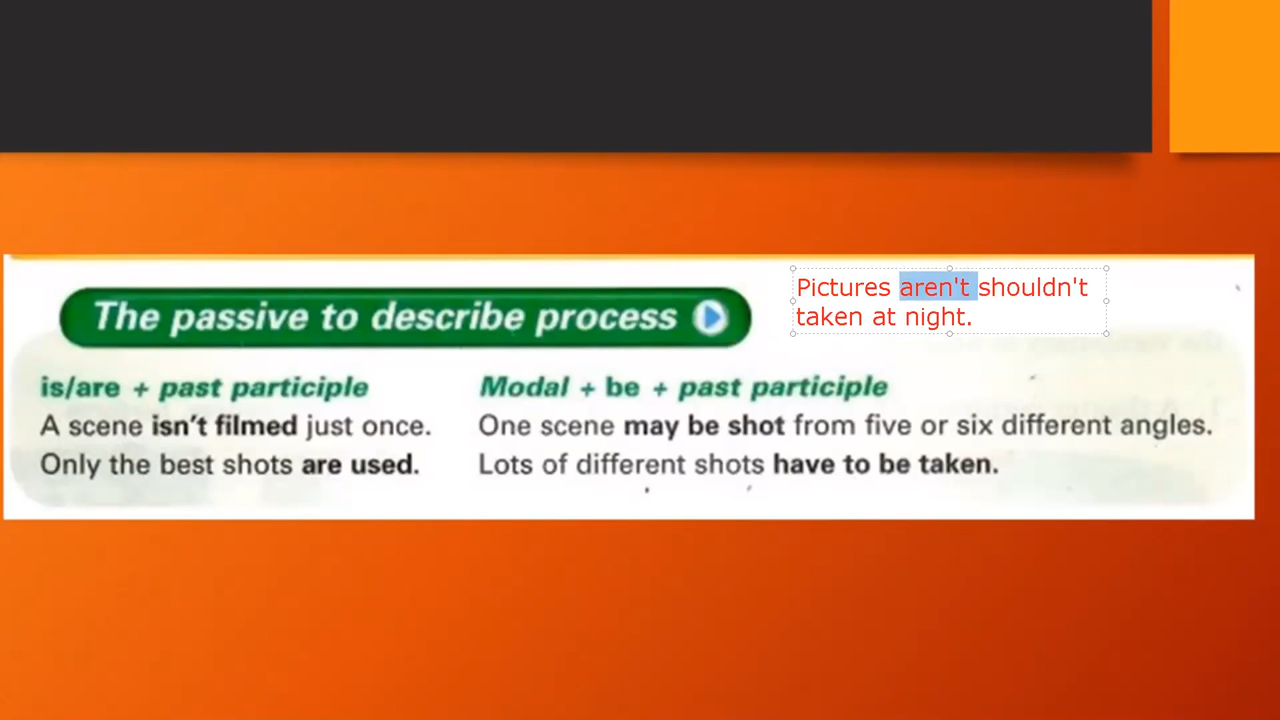 The passive to describe process
Pictures aren't shouldn't
taken at night.
is/are + past participle
A scene isn't filmed just once.
Only the best shots are used.
Modal + be + past participle
One scene may be shot from five or six different angles.
Lots of different shots have to be taken.